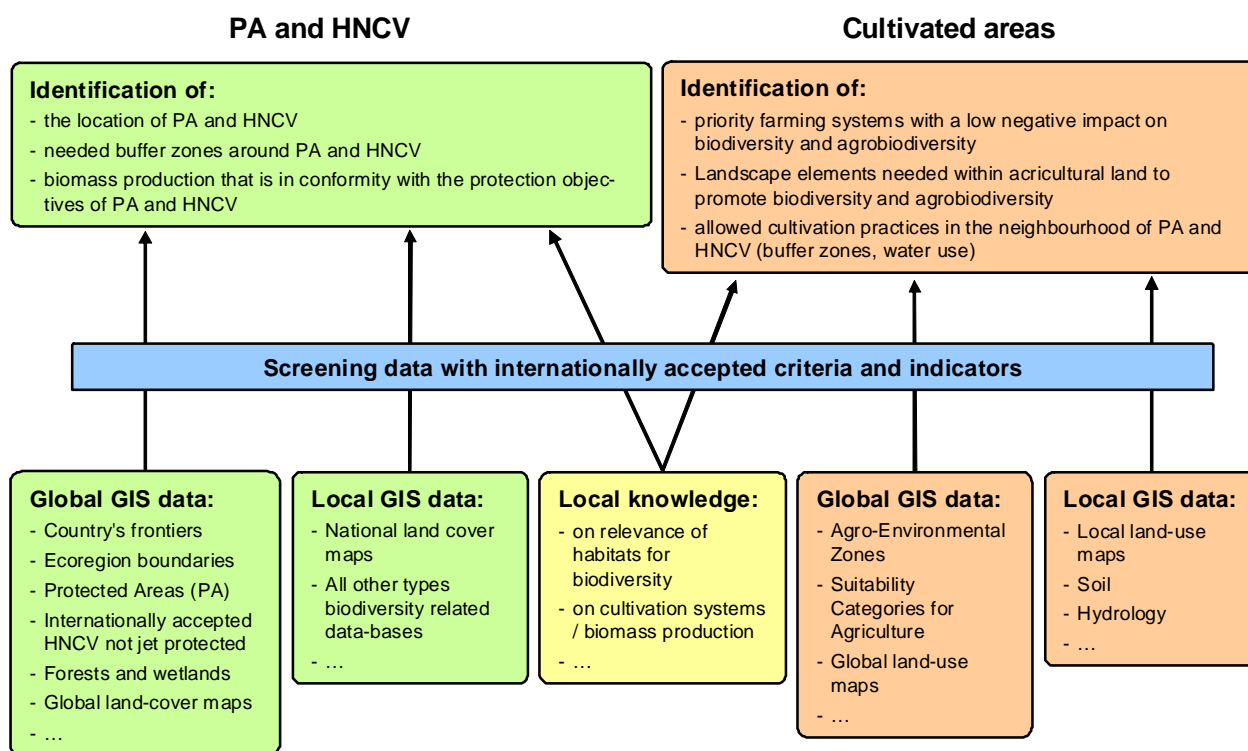 PA and HNCV
Cultivated areas
Identification of:
- the location of PA and HNCV
- needed buffer zones around PA and HNCV
- biomass production that is in conformity with the protection objec-
tives of PA and HNCV
Identification of:
- priority farming systems with a low negative impact on
biodiversity and agrobiodiversity
- Landscape elements needed within acricultural land to
promote biodiversity and agrobiodiversity
- allowed cultivation practices in the neighbourhood of PA and
HNCV (buffer zones, water use)
Screening data with internationally accepted criteria and indicators
Global GIS data:
- Country's frontiers
- Ecoregion boundaries
- Protected Areas (PA)
- Internationally accepted
HNCV not jet protected
- Forests and wetlands
- Global land-cover maps
- ...
Local GIS data:
- National land cover
maps
- All other types
biodiversity related
data-bases
- ...
Local knowledge:
- on relevance of
habitats for
biodiversity
- on cultivation systems
/ biomass production
- ...
Global GIS data:
- Agro-Environmental
Zones
- Suitability
Categories for
Agriculture
- Global land-use
maps
- ...
Local GIS data:
- Local land-use
maps
- Soil
- Hydrology
- ...